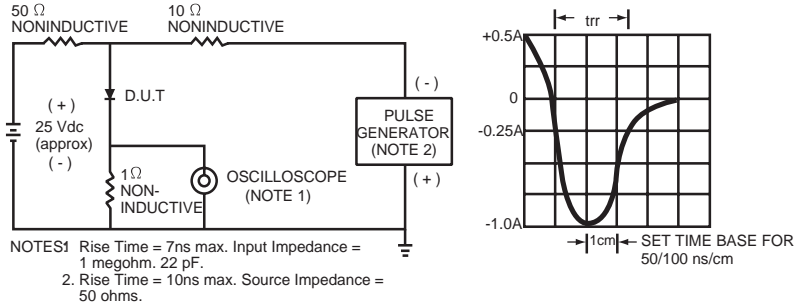 50 Ω
NONINDUCTIVE
10 Ω
NONINDUCTIVE
D.U.T
(+)
25 Vdc
(approx)
(-)
1Ω
NON-
INDUCTIVE
OSCILLOSCOPE
(NOTE 1)
(-)
PULSE
GENERATOR
(NOTE 2)
(+)
NOTES1 Rise Time = 7ns max. Input Impedance =
1 megohm. 22 pF.
2. Rise Time = 10ns max. Source Impedance =
50 ohms.
trr
+0.5A
0
-0.25A
-1.0A
1cm
SET TIME BASE FOR
50/100 ns/cm